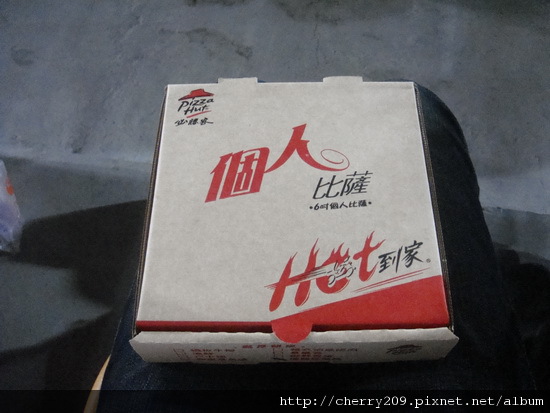 Pizza
Hut
必勝客
個人
比薩
•6吋個人比薩•
Hot到家
http://cherry209.pixnet.net/album